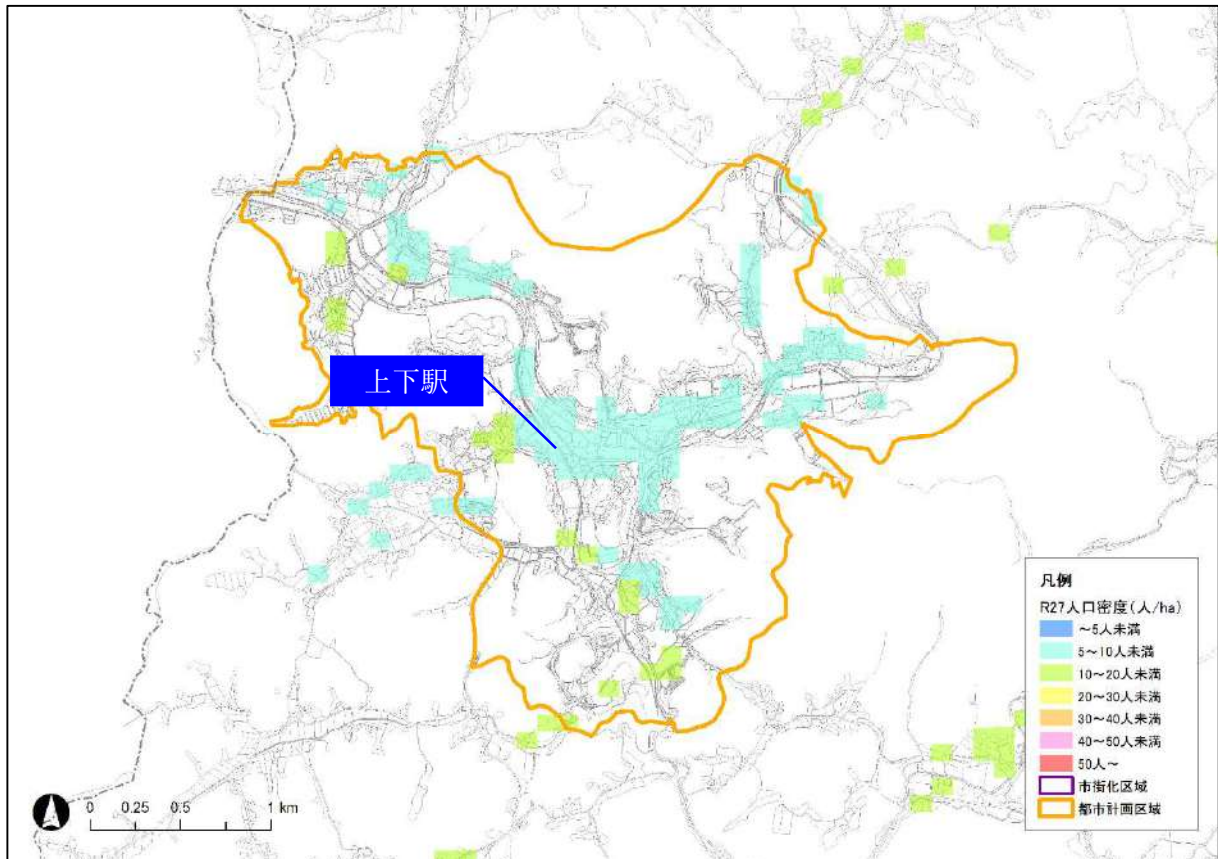 上下駅
凡例
R27人口密度(人/ha)
～5人未満
5～10人未満
10～20人未満
20～30人未満
30～40人未満
40～50人未満
50人～
市街化区域
都市計画区域
0 0.25 0.5 1 km